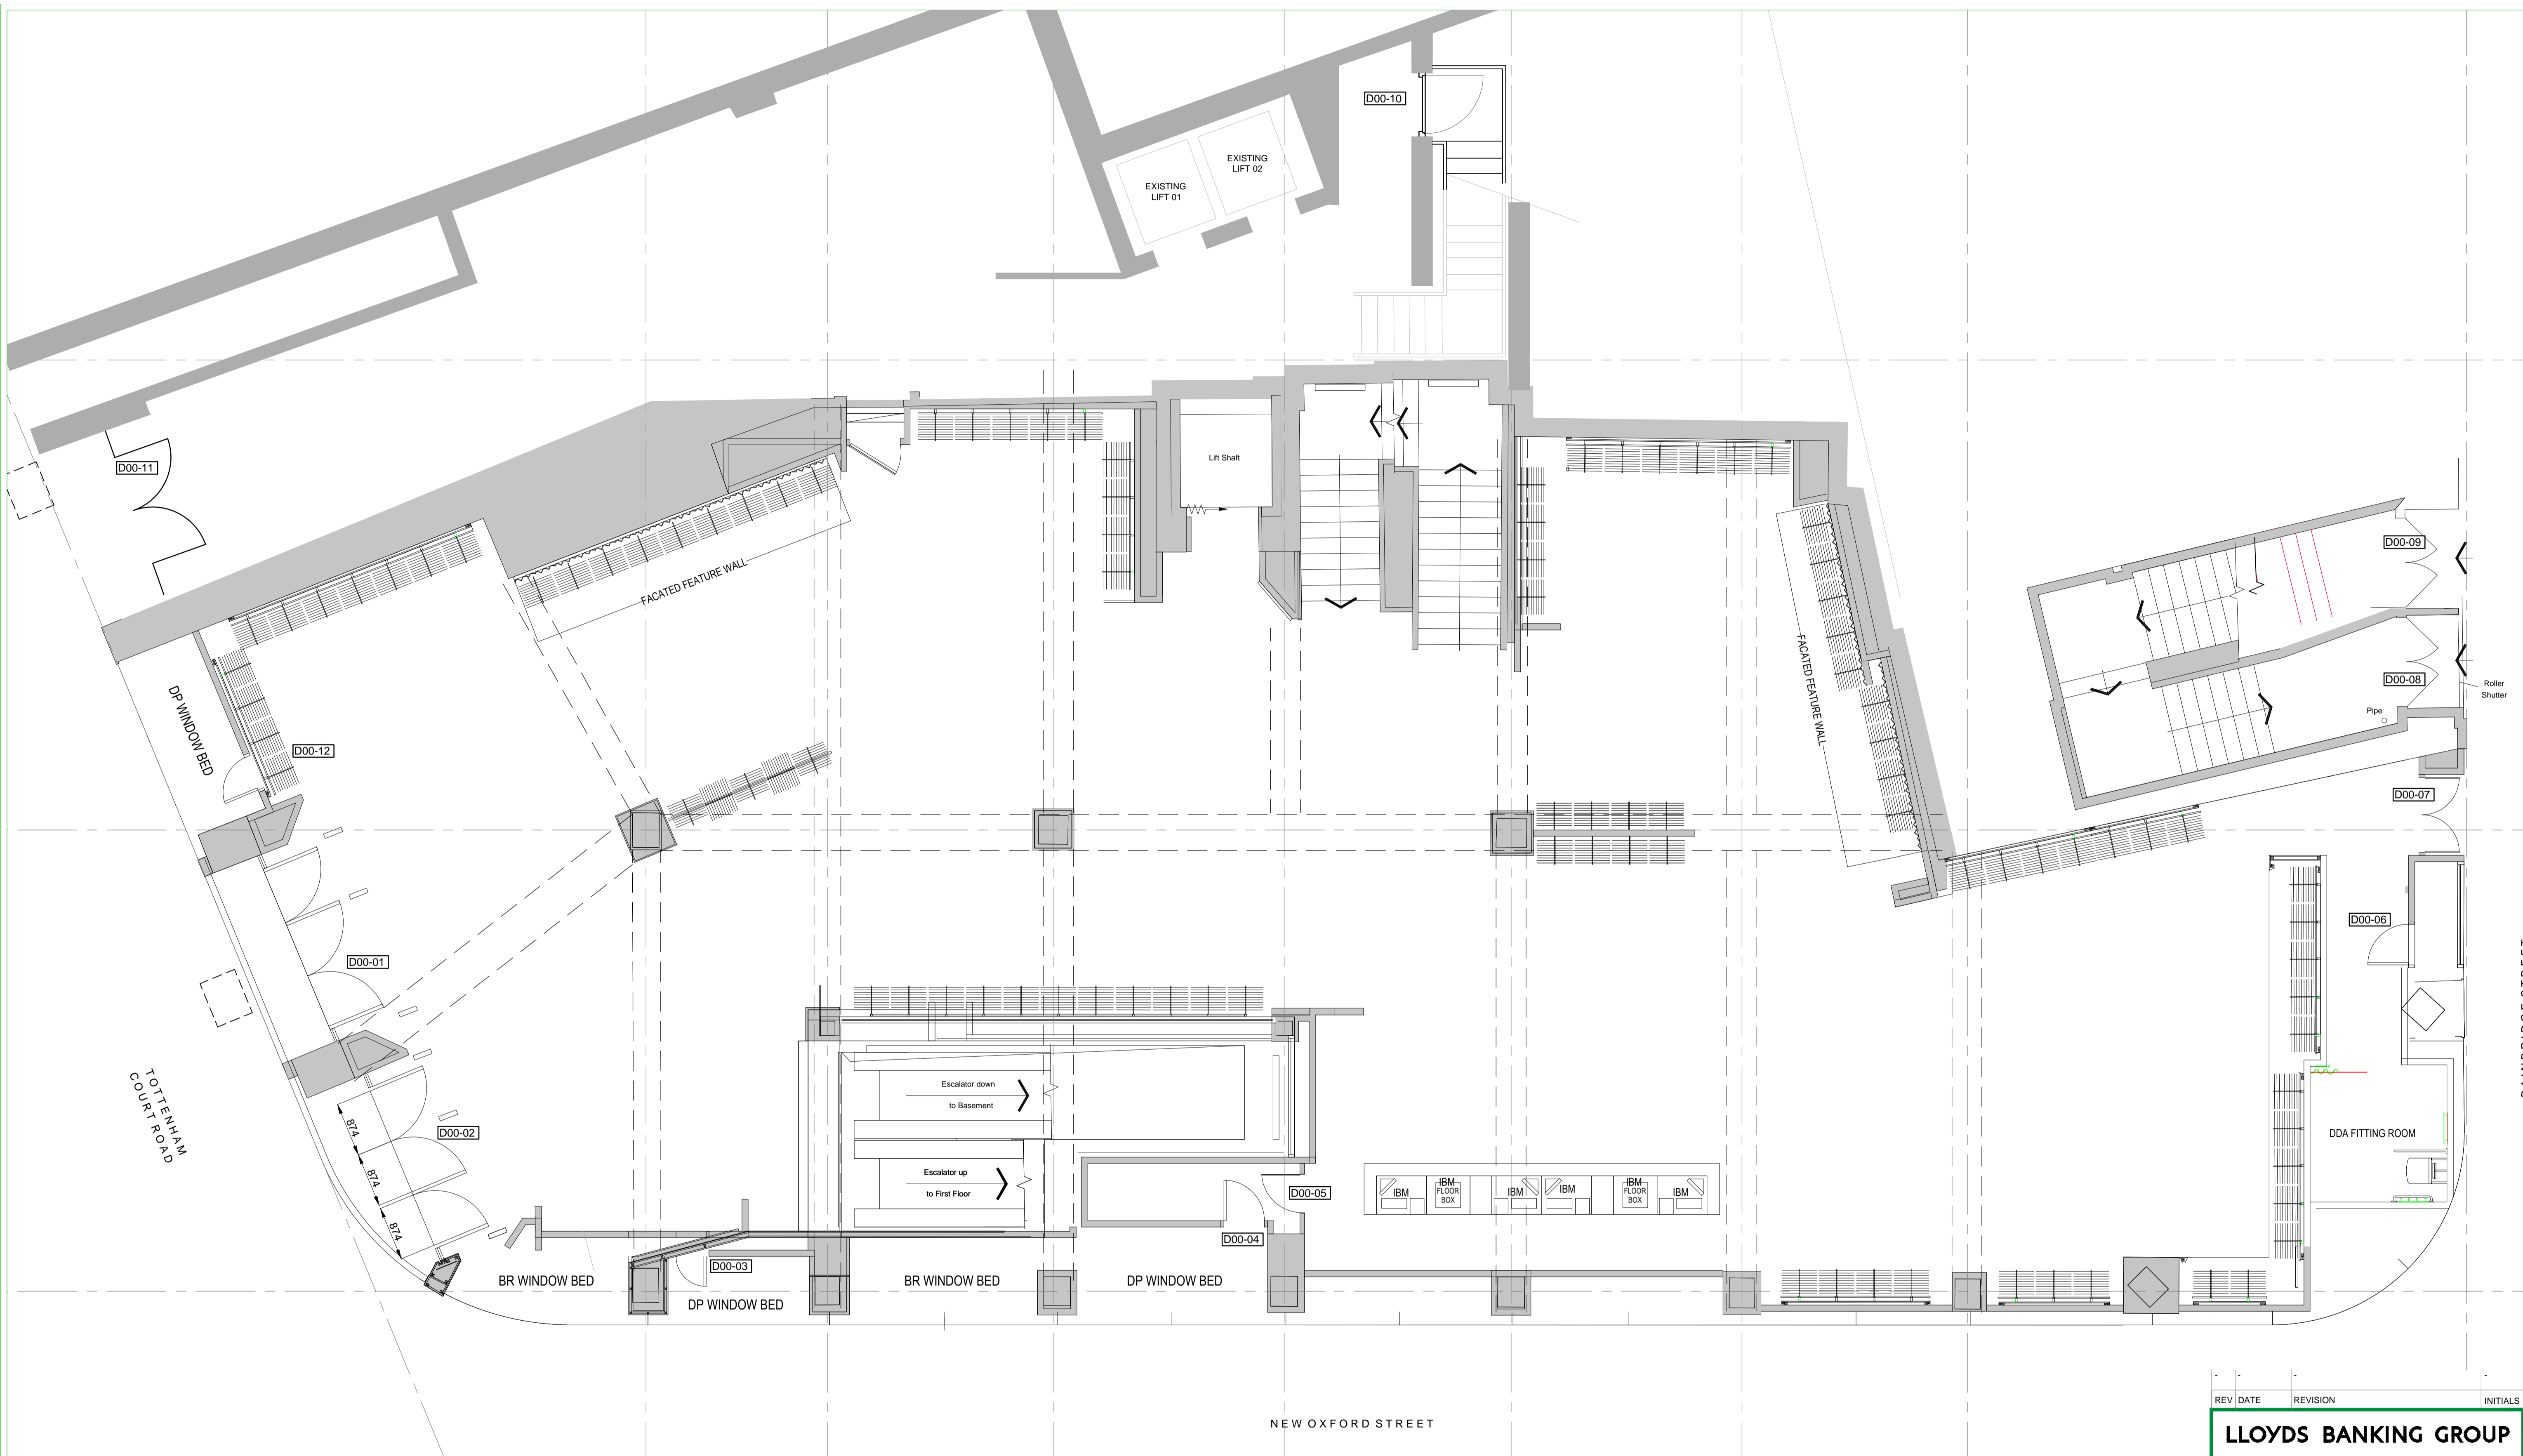 D00-10
EXISTING
LIFT 02
EXISTING
LIFT 01
D00-11
Lift Shaft
D00-09
FACATED FEATURE WALL
FACATED FEATURE WALL
D00-08
Roller
Shutter
Pipe
DP WINDOW BED
D00-12
D00-07
D00-06
D00-01
TOTTENHAM
COURT ROAD
874
874
874
D00-02
Escalator down
to Basement
Escalator up
to First Floor
D00-05
D00-04
IBM
IBM
FLOOR
BOX
IBM
IBM
IBM
FLOOR
BOX
IBM
DDA FITTING ROOM
D00-03
BR WINDOW BED
DP WINDOW BED
BR WINDOW BED
DP WINDOW BED
NEW OXFORD STREET
- - - -
REV DATE REVISION INITIALS
LLOYDS BANKING GROUP